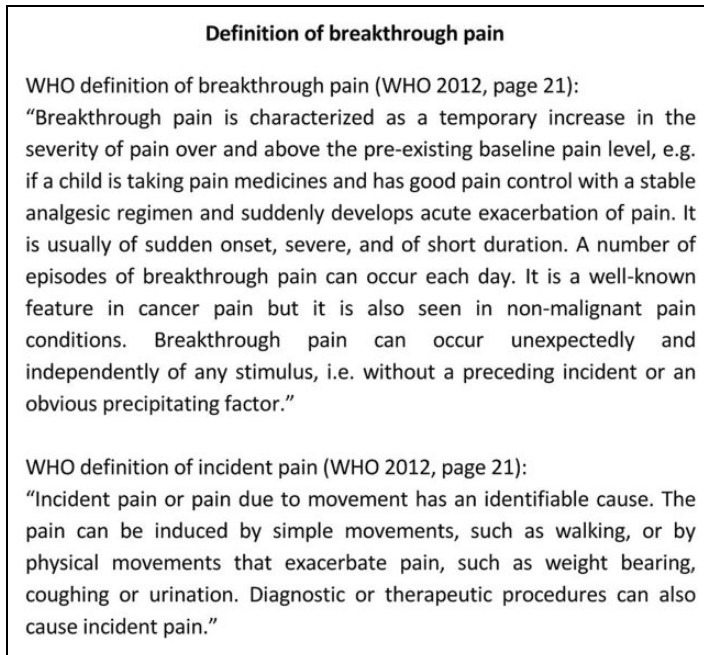 Definition of breakthrough pain
WHO definition of breakthrough pain (WHO 2012, page 21):
“Breakthrough pain is characterized as a temporary increase in the
severity of pain over and above the pre-existing baseline pain level, e.g.
if a child is taking pain medicines and has good pain control with a stable
analgesic regimen and suddenly develops acute exacerbation of pain. It
is usually of sudden onset, severe, and of short duration. A number of
episodes of breakthrough pain can occur each day. It is a well-known
feature in cancer pain but it is also seen in non-malignant pain
conditions. Breakthrough pain can occur unexpectedly and
independently of any stimulus, i.e. without a preceding incident or an
obvious precipitating factor.”
WHO definition of incident pain (WHO 2012, page 21):
“Incident pain or pain due to movement has an identifiable cause. The
pain can be induced by simple movements, such as walking, or by
physical movements that exacerbate pain, such as weight bearing,
coughing or urination. Diagnostic or therapeutic procedures can also
cause incident pain.”